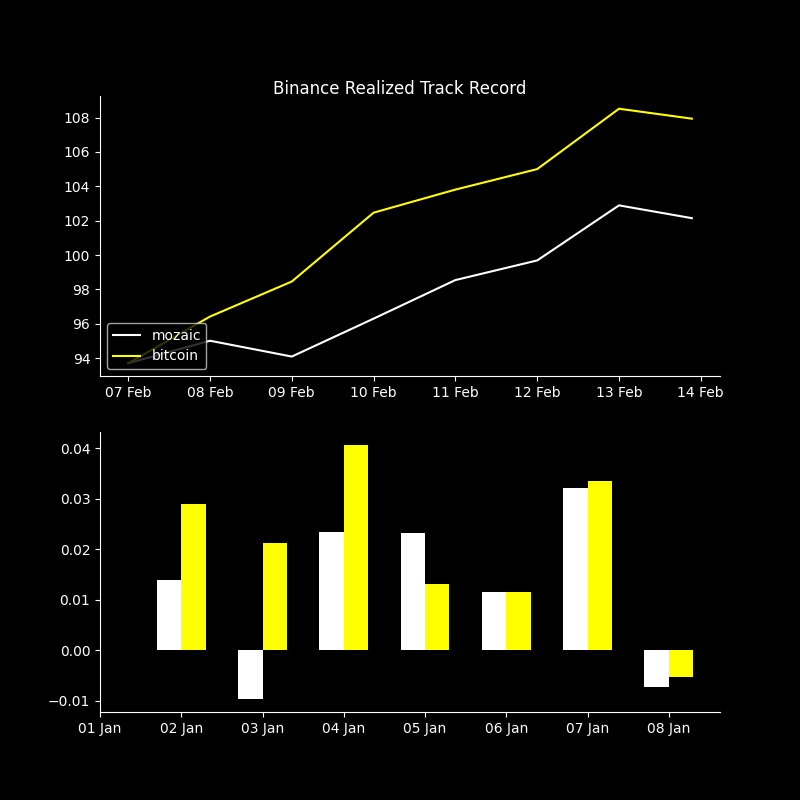 Binance Realized Track Record
108
106
104
102
100
98
96
94
mozaic
bitcoin
07 Feb 08 Feb 09 Feb 10 Feb 11 Feb 12 Feb 13 Feb 14 Feb
0.04
0.03
0.02
0.01
0.00
−0.01
01 Jan 02 Jan 03 Jan 04 Jan 05 Jan 06 Jan 07 Jan 08 Jan